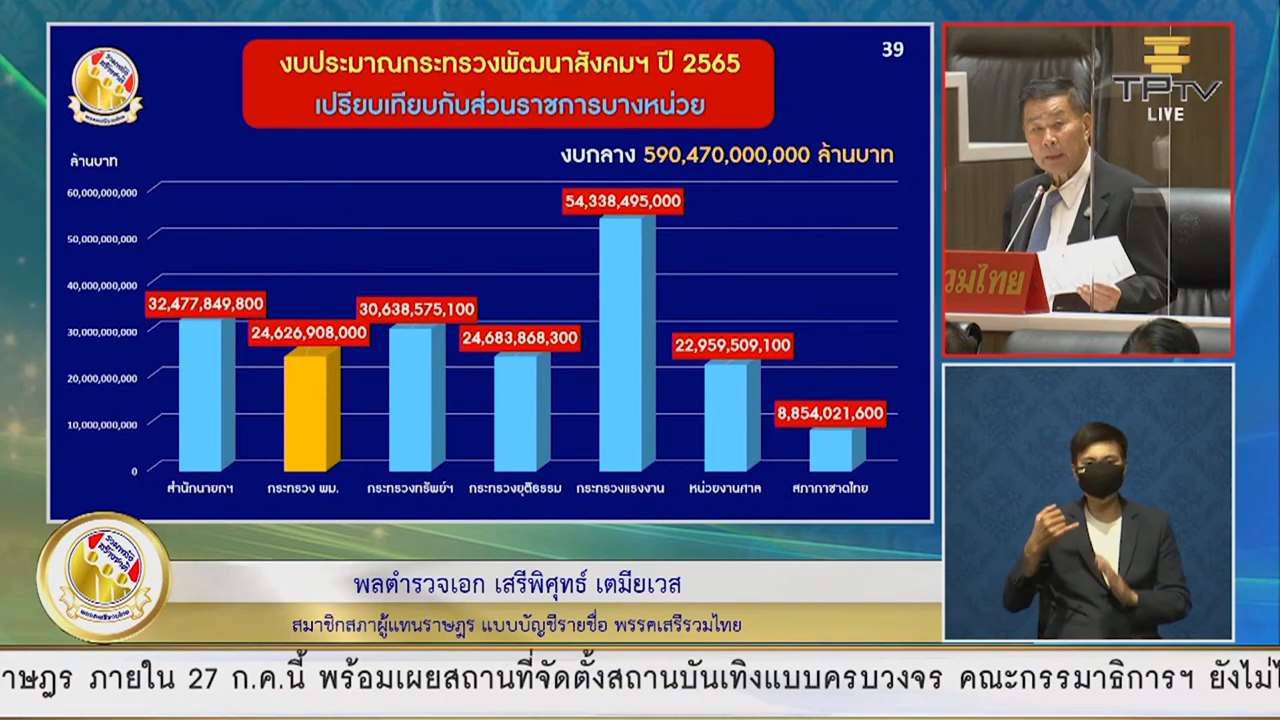 39
งบประมาณกระทรวงพัฒนาสังคมฯ ปี 2565
เปรียบเทียบกับส่วนราชการบางหน่วย
ล้านบาท
งบกลาง 590,470,000,000 ล้านบาท
60,000,000,000
50,000,000,000
40,000,000,000
30,000,000,000
20,000,000,000
10,000,000,000
0
32,477,849,800
24,626,908,000
30,638,575,100
24,683,868,300
54,338,495,000
22,959,509,100
8,854,021,600
สำนักนายกฯ
กระทรวง พม.
กระทรวงทรัพย์ฯ
กระทรวงยุติธรรม
กระทรวงแรงงาน
หน่วยงานศาล
สภากาชาดไทย
TPTV
LIVE
วมไทย
รวมพลัง
สร้างชาติ
พลตำรวจเอก เสรีพิศุทธ์ เตมียเวส
สมาชิกสภาผู้แทนราษฎร แบบบัญชีรายชื่อ พรรคเสรีรวมไทย
าษฎร ภายใน 27 ก.ค.นี้ พร้อมเผยสถานที่จัดตั้งสถานบันเทิงแบบครบวงจร คณะกรรมาธิการฯ ยังไม่ไ